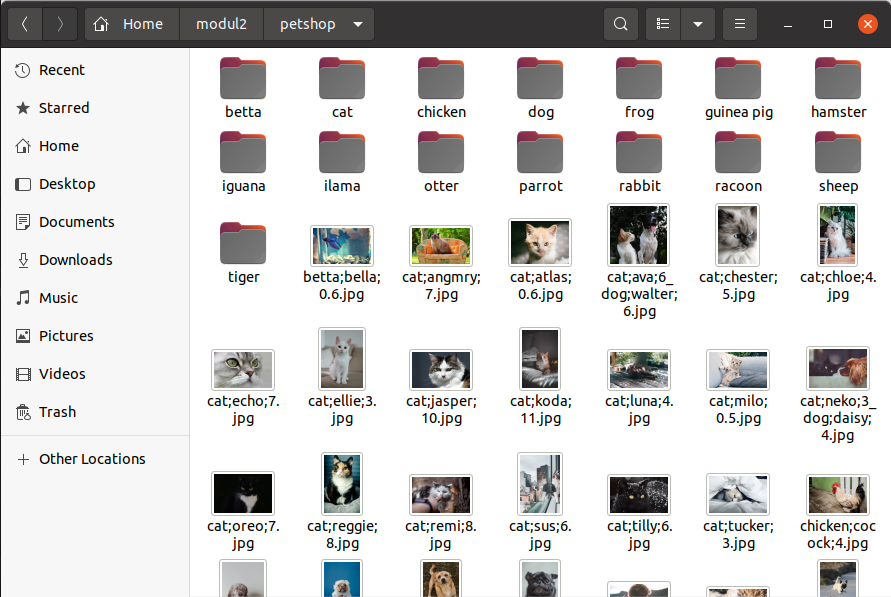 Home modul2 petshop
Recent
Starred
Home
Desktop
Documents
Downloads
Music
Pictures
Videos
Trash
Other Locations
betta cat chicken dog frog guinea pig hamster
iguana ilama otter parrot rabbit racoon sheep
tiger
betta;bella;
0.6.jpg
cat;angmry;
7.jpg
cat;atlas;
0.6.jpg
cat;ava;6_
dog;walter;
6.jpg
cat;chester;
5.jpg
cat;chloe;4.
jpg
cat;echo;7.
jpg
cat;ellie;3.
jpg
cat;jasper;
10.jpg
cat;koda;
11.jpg
cat;luna;4.
jpg
cat;milo;
0.5.jpg
cat;neko;3_
dog;daisy;
4.jpg
cat;oreo;7.
jpg
cat;reggie;
8.jpg
cat;remi;8.
jpg
cat;sus;6.
jpg
cat;tilly;6.
jpg
cat;tucker;
3.jpg
chicken;coc
ock;4.jpg